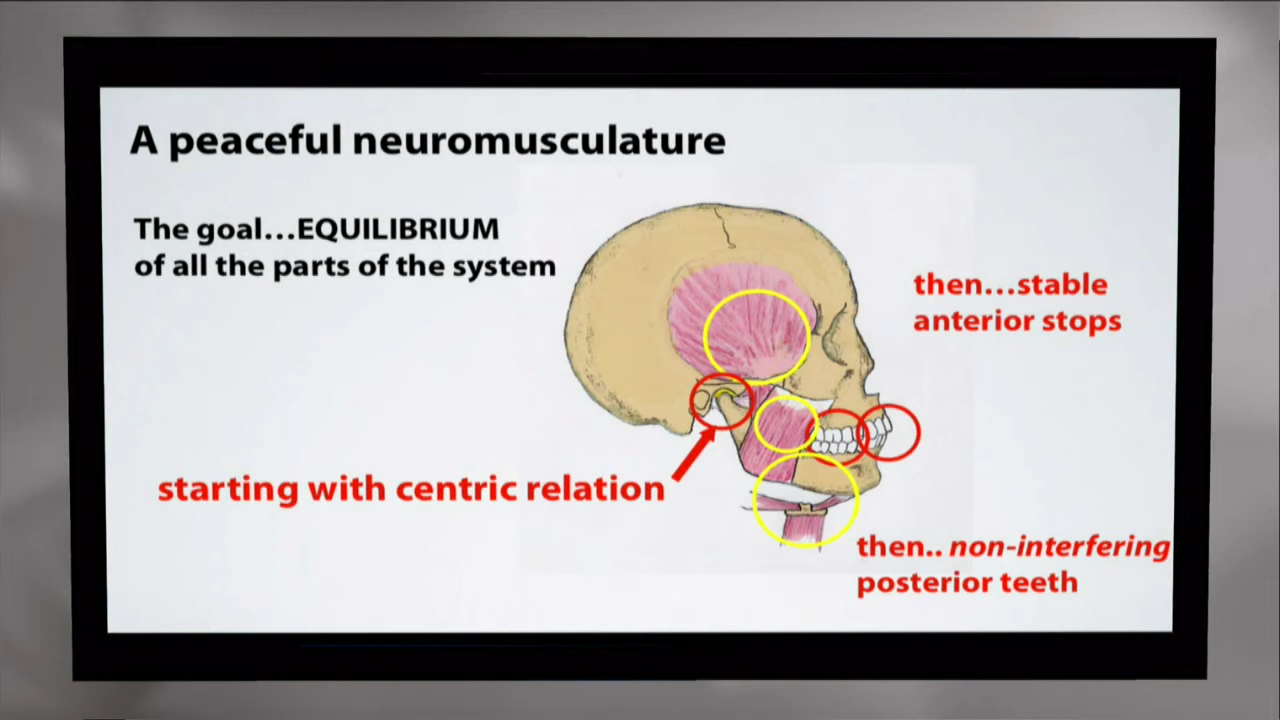 A peaceful neuromusculature
The goal...EQUILIBRIUM
of all the parts of the system
then...stable
anterior stops
starting with centric relation
then.. non-interfering
posterior teeth